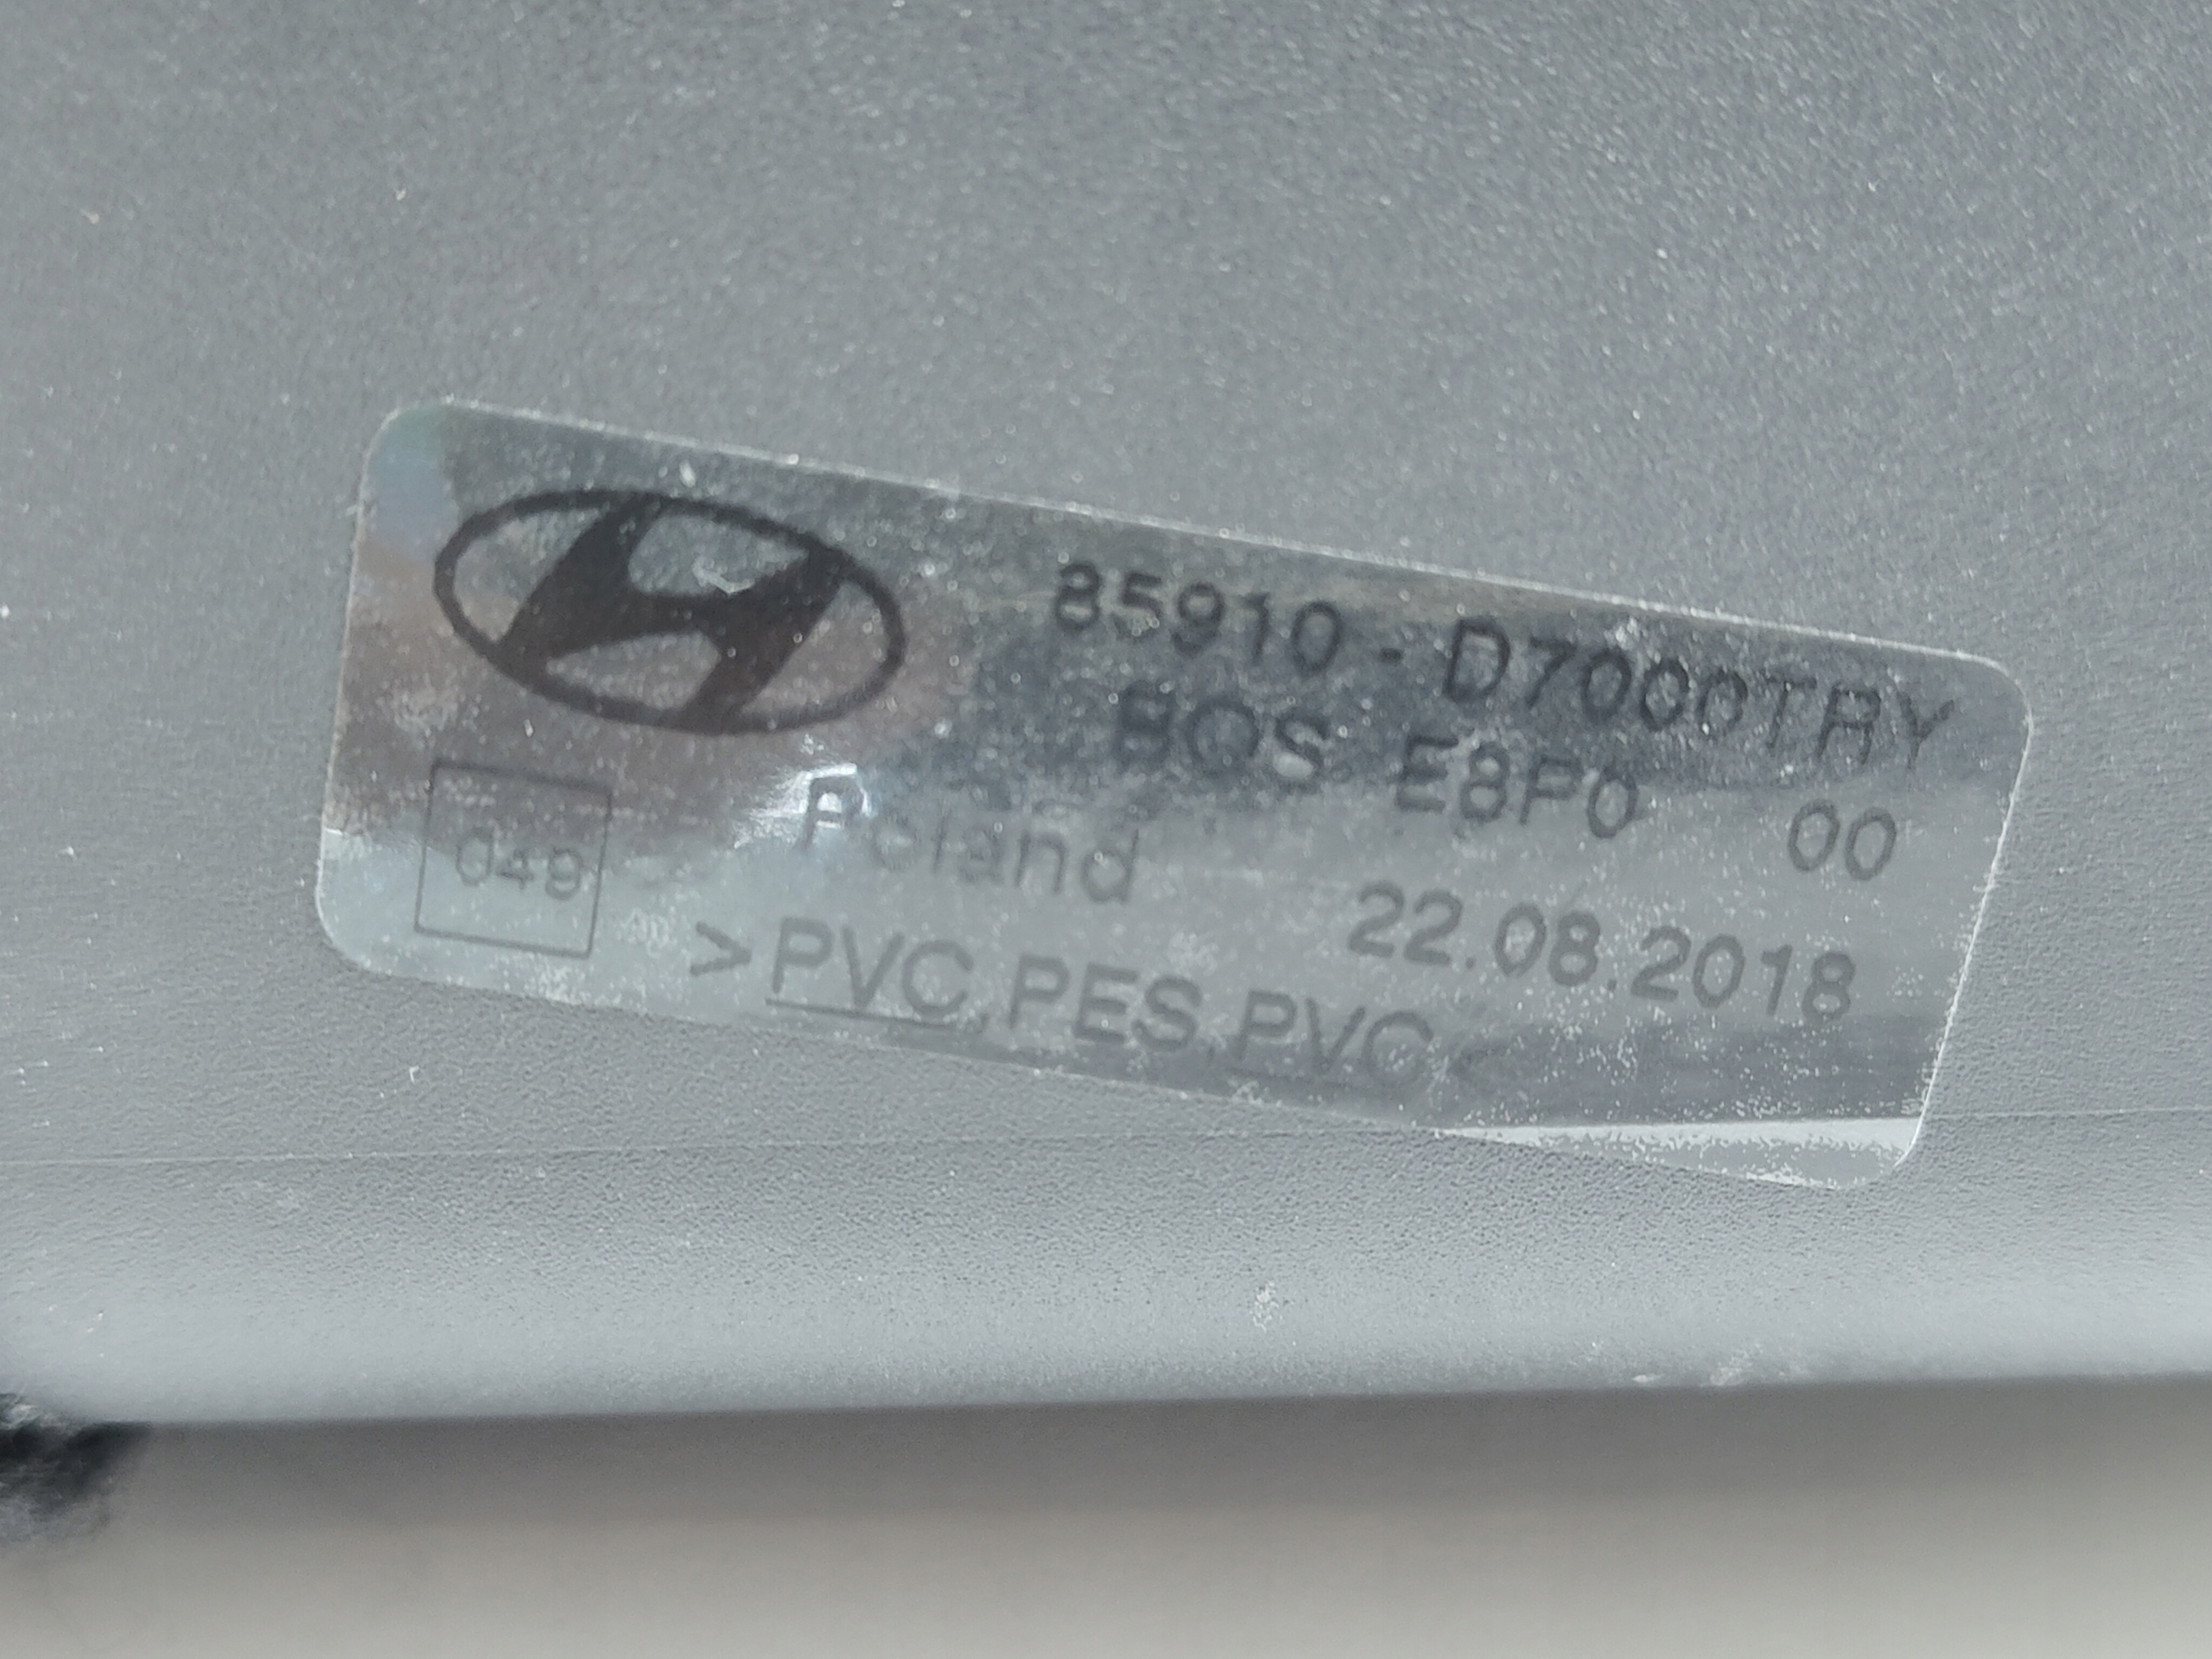 85910 - D7000TRY
BOS E8P0 00
049
Poland 22.08.2018
>PVC,PES,PVC<